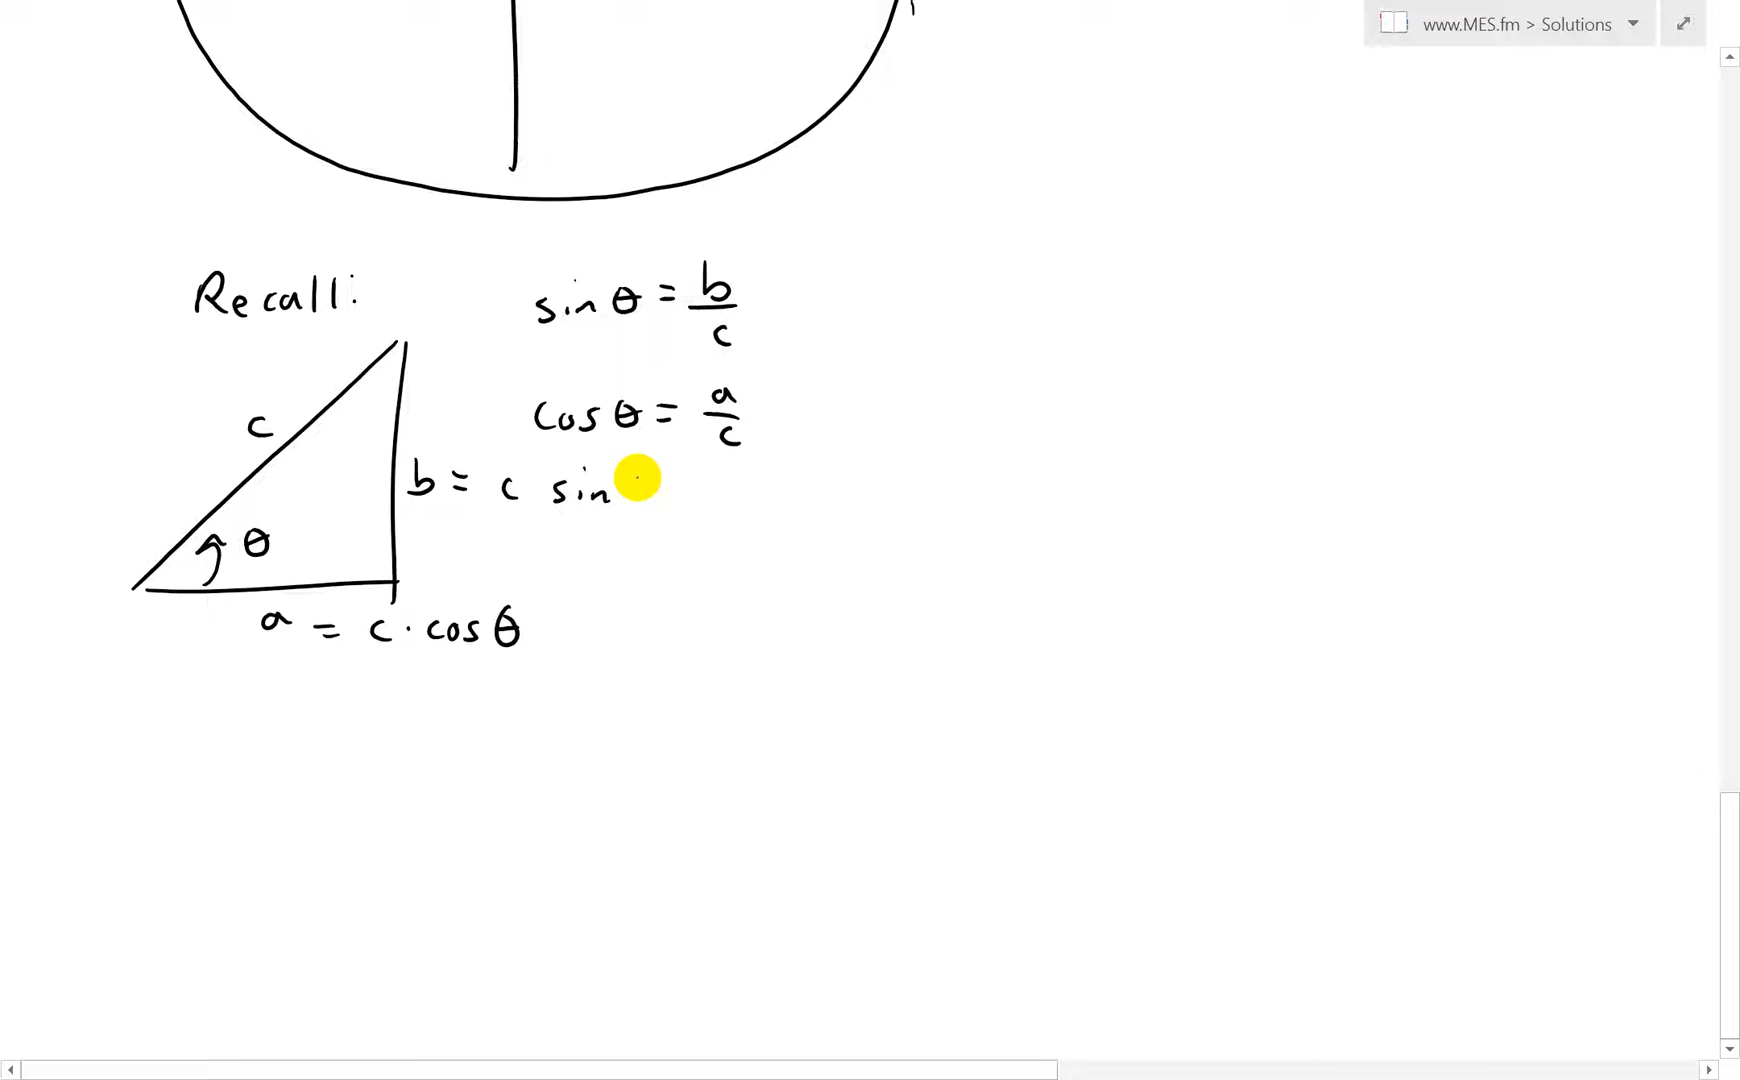 www.MES.fm > Solutions
Recall:
sin θ = b/c
cos θ = a/c
c
b = c sin
θ
a = c · cos θ